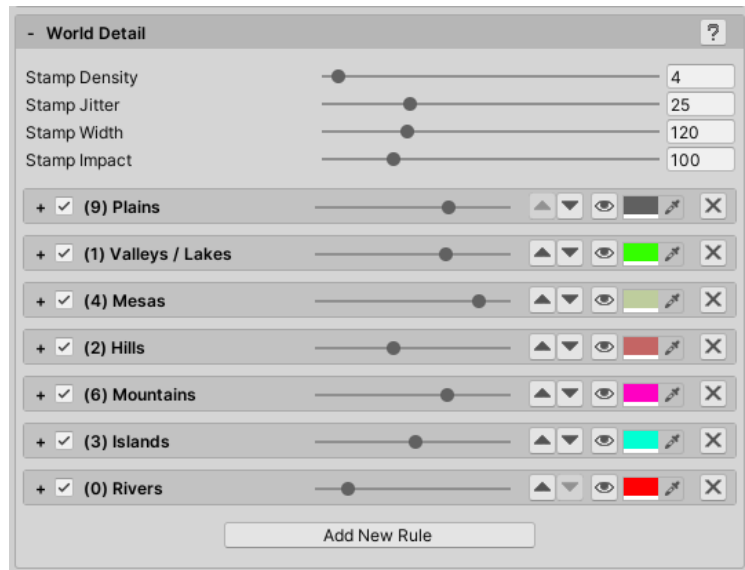 - World Detail ?
Stamp Density 4
Stamp Jitter 25
Stamp Width 120
Stamp Impact 100
+ (9) Plains
+ (1) Valleys / Lakes
+ (4) Mesas
+ (2) Hills
+ (6) Mountains
+ (3) Islands
+ (0) Rivers
Add New Rule